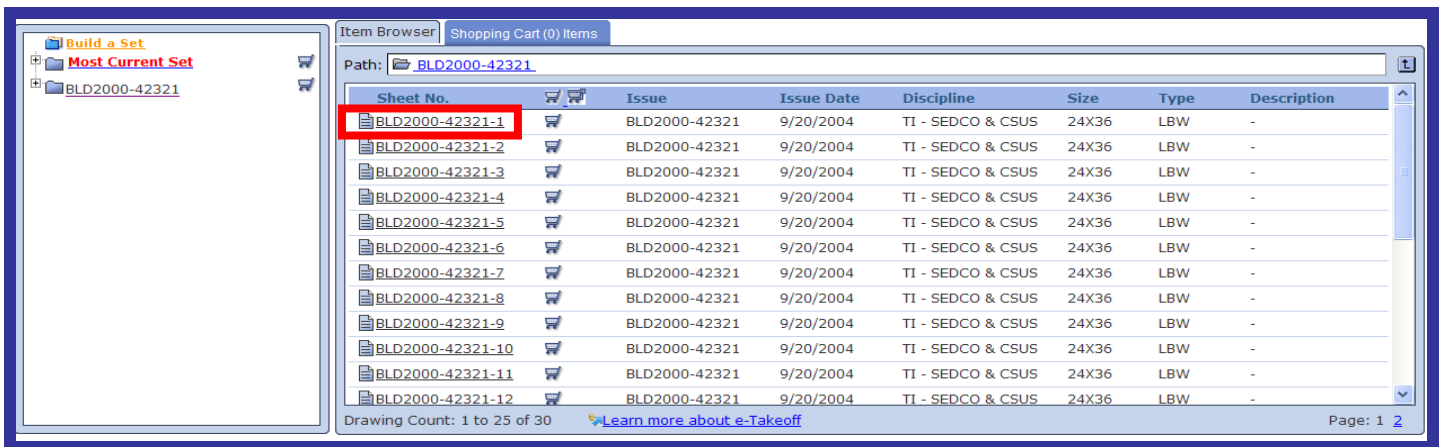 Build a Set
Most Current Set
BLD2000-42321
Item Browser Shopping Cart (0) Items
Path: BLD2000-42321
Sheet No. Issue Issue Date Discipline Size Type Description
BLD2000-42321-1 BLD2000-42321 9/20/2004 TI - SEDCO & CSUS 24X36 LBW -
BLD2000-42321-2 BLD2000-42321 9/20/2004 TI - SEDCO & CSUS 24X36 LBW -
BLD2000-42321-3 BLD2000-42321 9/20/2004 TI - SEDCO & CSUS 24X36 LBW -
BLD2000-42321-4 BLD2000-42321 9/20/2004 TI - SEDCO & CSUS 24X36 LBW -
BLD2000-42321-5 BLD2000-42321 9/20/2004 TI - SEDCO & CSUS 24X36 LBW -
BLD2000-42321-6 BLD2000-42321 9/20/2004 TI - SEDCO & CSUS 24X36 LBW -
BLD2000-42321-7 BLD2000-42321 9/20/2004 TI - SEDCO & CSUS 24X36 LBW -
BLD2000-42321-8 BLD2000-42321 9/20/2004 TI - SEDCO & CSUS 24X36 LBW -
BLD2000-42321-9 BLD2000-42321 9/20/2004 TI - SEDCO & CSUS 24X36 LBW -
BLD2000-42321-10 BLD2000-42321 9/20/2004 TI - SEDCO & CSUS 24X36 LBW -
BLD2000-42321-11 BLD2000-42321 9/20/2004 TI - SEDCO & CSUS 24X36 LBW -
BLD2000-42321-12 BLD2000-42321 9/20/2004 TI - SEDCO & CSUS 24X36 LBW -
Drawing Count: 1 to 25 of 30 Learn more about e-Takeoff Page: 1 2